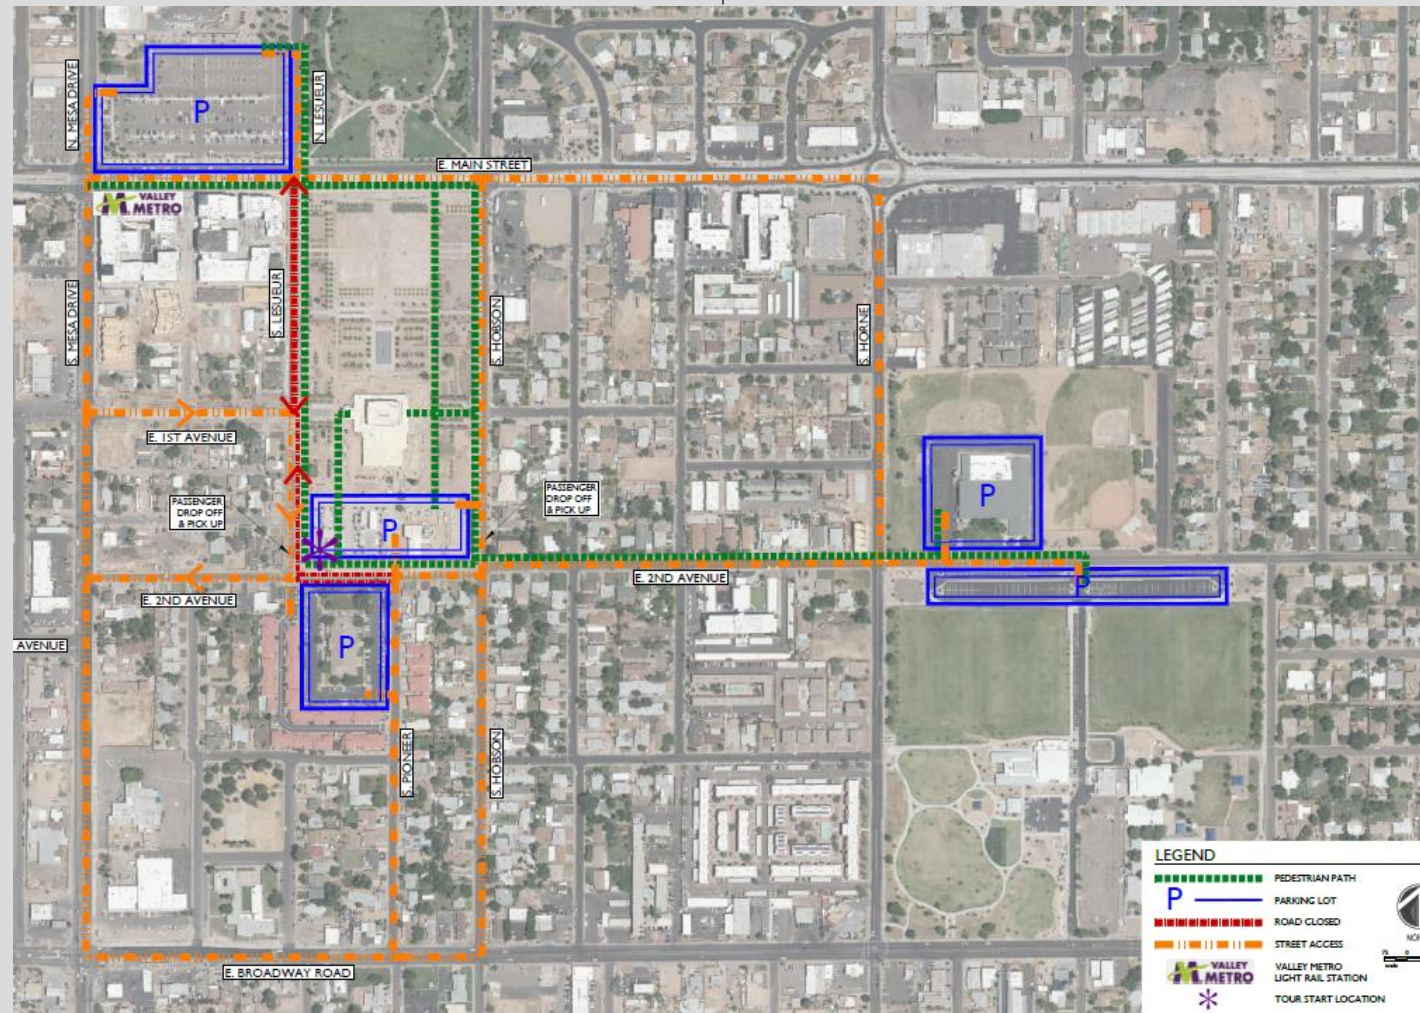 P
N. MESA DRIVE
N. LESUEUR
E. MAIN STREET
VALLEY
METRO
S. MESA DRIVE
S. LESUEUR
S. HOBSON
S. HORNE
E. 1ST AVENUE
PASSENGER
DROP OFF
& PICK UP
PASSENGER
DROP OFF
& PICK UP
P
P
E. 2ND AVENUE
E. 2ND AVENUE
P
AVENUE
P
S. PIONEER
S. HOBSON
E. BROADWAY ROAD
LEGEND
PEDESTRIAN PATH
P PARKING LOT
ROAD CLOSED
STREET ACCESS
VALLEY
METRO
VALLEY METRO
LIGHT RAIL STATION
TOUR START LOCATION